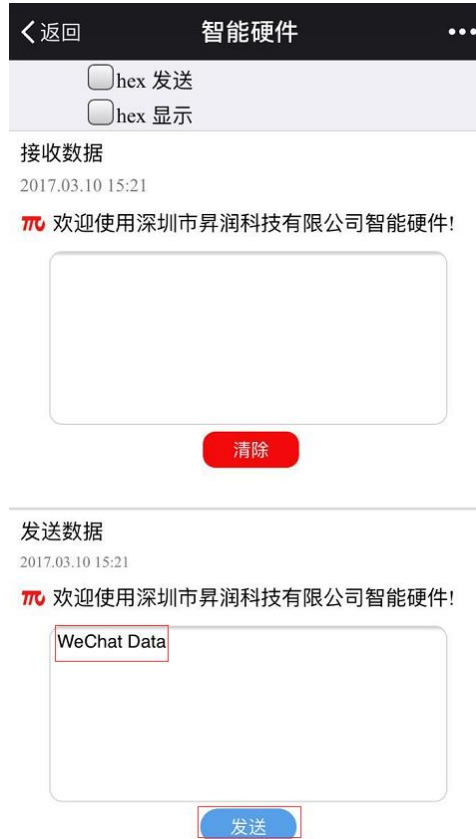 返回 智能硬件
hex 发送
hex 显示
接收数据
2017.03.10 15:21
欢迎使用深圳市昇润科技有限公司智能硬件!
清除
发送数据
2017.03.10 15:21
欢迎使用深圳市昇润科技有限公司智能硬件!
WeChat Data
发送